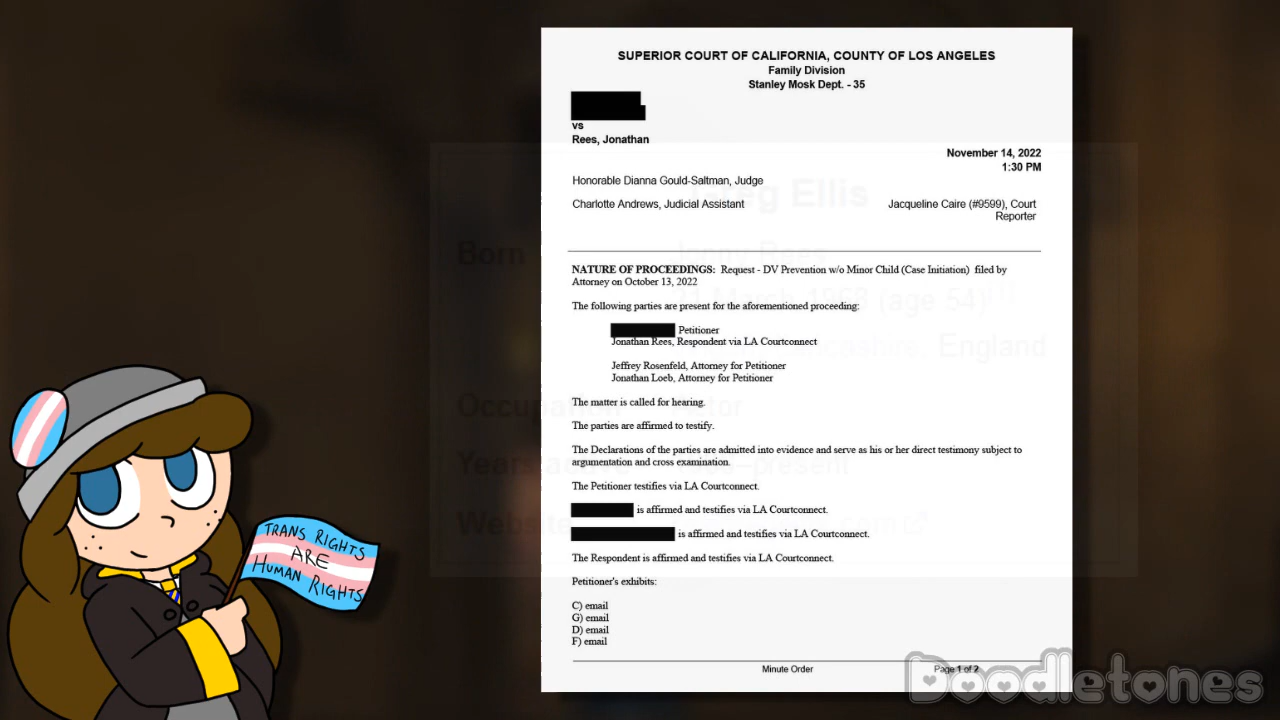 SUPERIOR COURT OF CALIFORNIA, COUNTY OF LOS ANGELES
Family Division
Stanley Mosk Dept. - 35
vs
Rees, Jonathan
November 14, 2022
1:30 PM
Honorable Dianna Gould-Saltman, Judge
Charlotte Andrews, Judicial Assistant
Jacqueline Caire (#9599), Court
Reporter
NATURE OF PROCEEDINGS: Request - DV Prevention w/o Minor Child (Case Initiation) filed by
Attorney on October 13, 2022
The following parties are present for the aforementioned proceeding:
Petitioner
Jonathan Rees, Respondent via LA Courtconnect
Jeffrey Rosenfeld, Attorney for Petitioner
Jonathan Loeb, Attorney for Petitioner
The matter is called for hearing.
The parties are affirmed to testify.
The Declarations of the parties are admitted into evidence and serve as his or her direct testimony subject to
argumentation and cross examination.
The Petitioner testifies via LA Courtconnect.
is affirmed and testifies via LA Courtconnect.
is affirmed and testifies via LA Courtconnect.
The Respondent is affirmed and testifies via LA Courtconnect.
Petitioner's exhibits:
C) email
G) email
D) email
F) email
Minute Order
Page 1 of 2
Ellis
Born
Rees
1968 (age 54)
England
TRANS RIGHTS
ARE
HUMAN RIGHTS
Doodletones